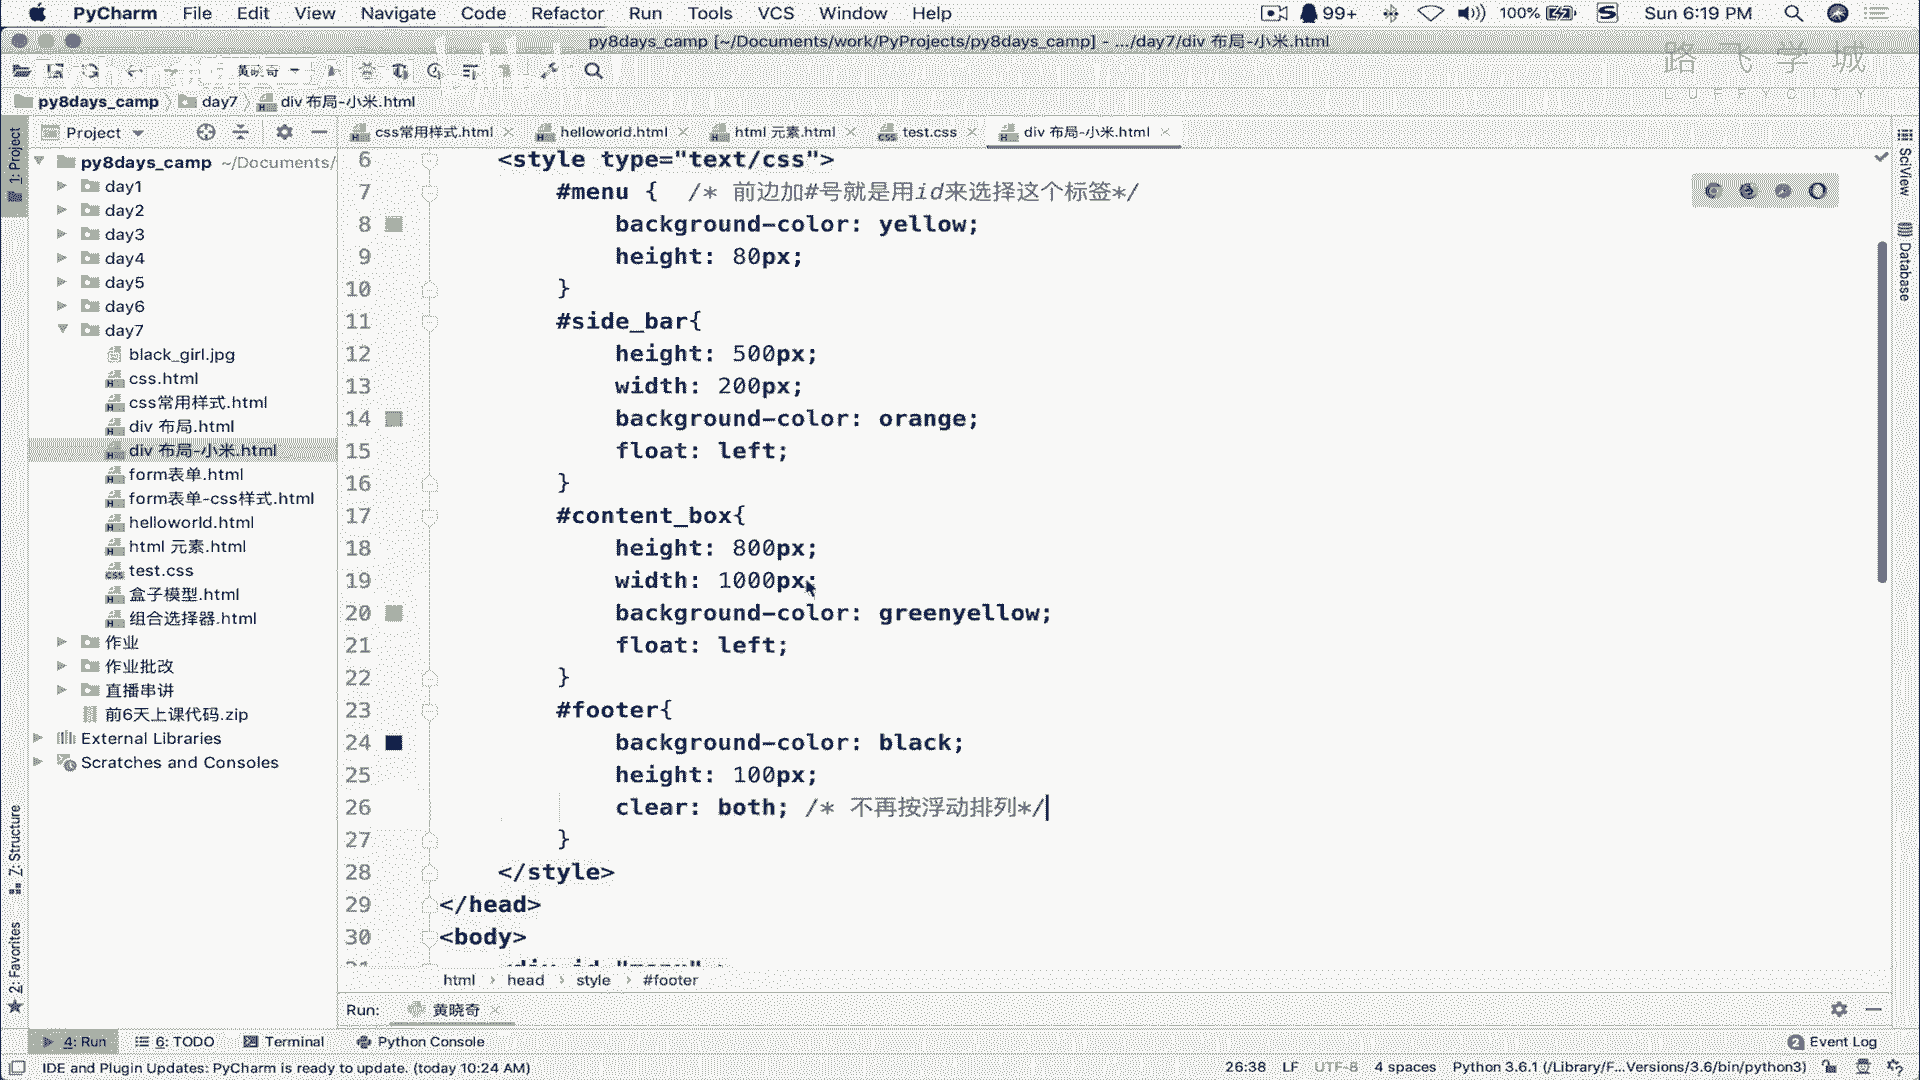 PyCharm File Edit View Navigate Code Refactor Run Tools VCS Window Help 99+ 100% Sun 6:19 PM
py8days_camp [~/Documents/work/PyProjects/py8days_camp] - .../day7/div 布局-小米.html
黄晓奇
路飞学城
LUFFYCITY
py8days_camp day7 div 布局-小米.html
Project
css常用样式.html helloworld.html html 元素.html test.css div 布局-小米.html
1: Project
py8days_camp ~/Documents/
day1
day2
day3
day4
day5
day6
day7
black_girl.jpg
css.html
css常用样式.html
div 布局.html
div 布局-小米.html
form表单.html
form表单-css样式.html
helloworld.html
html 元素.html
test.css
盒子模型.html
组合选择器.html
作业
作业批改
直播串讲
前6天上课代码.zip
External Libraries
Scratches and Consoles
7: Structure
2: Favorites
6 <style type="text/css">
7 #menu { /* 前边加#号就是用id来选择这个标签*/
8 background-color: yellow;
9 height: 80px;
10 }
11 #side_bar{
12 height: 500px;
13 width: 200px;
14 background-color: orange;
15 float: left;
16 }
17 #content_box{
18 height: 800px;
19 width: 1000px;
20 background-color: greenyellow;
21 float: left;
22 }
23 #footer{
24 background-color: black;
25 height: 100px;
26 clear: both; /* 不再按浮动排列*/
27 }
28 </style>
29 </head>
30 <body>
SciView
Database
html head style #footer
Run: 黄晓奇
4: Run 6: TODO Terminal Python Console 2 Event Log
IDE and Plugin Updates: PyCharm is ready to update. (today 10:24 AM) 26:38 LF UTF-8 4 spaces Python 3.6.1 (/Library/F...Versions/3.6/bin/python3)